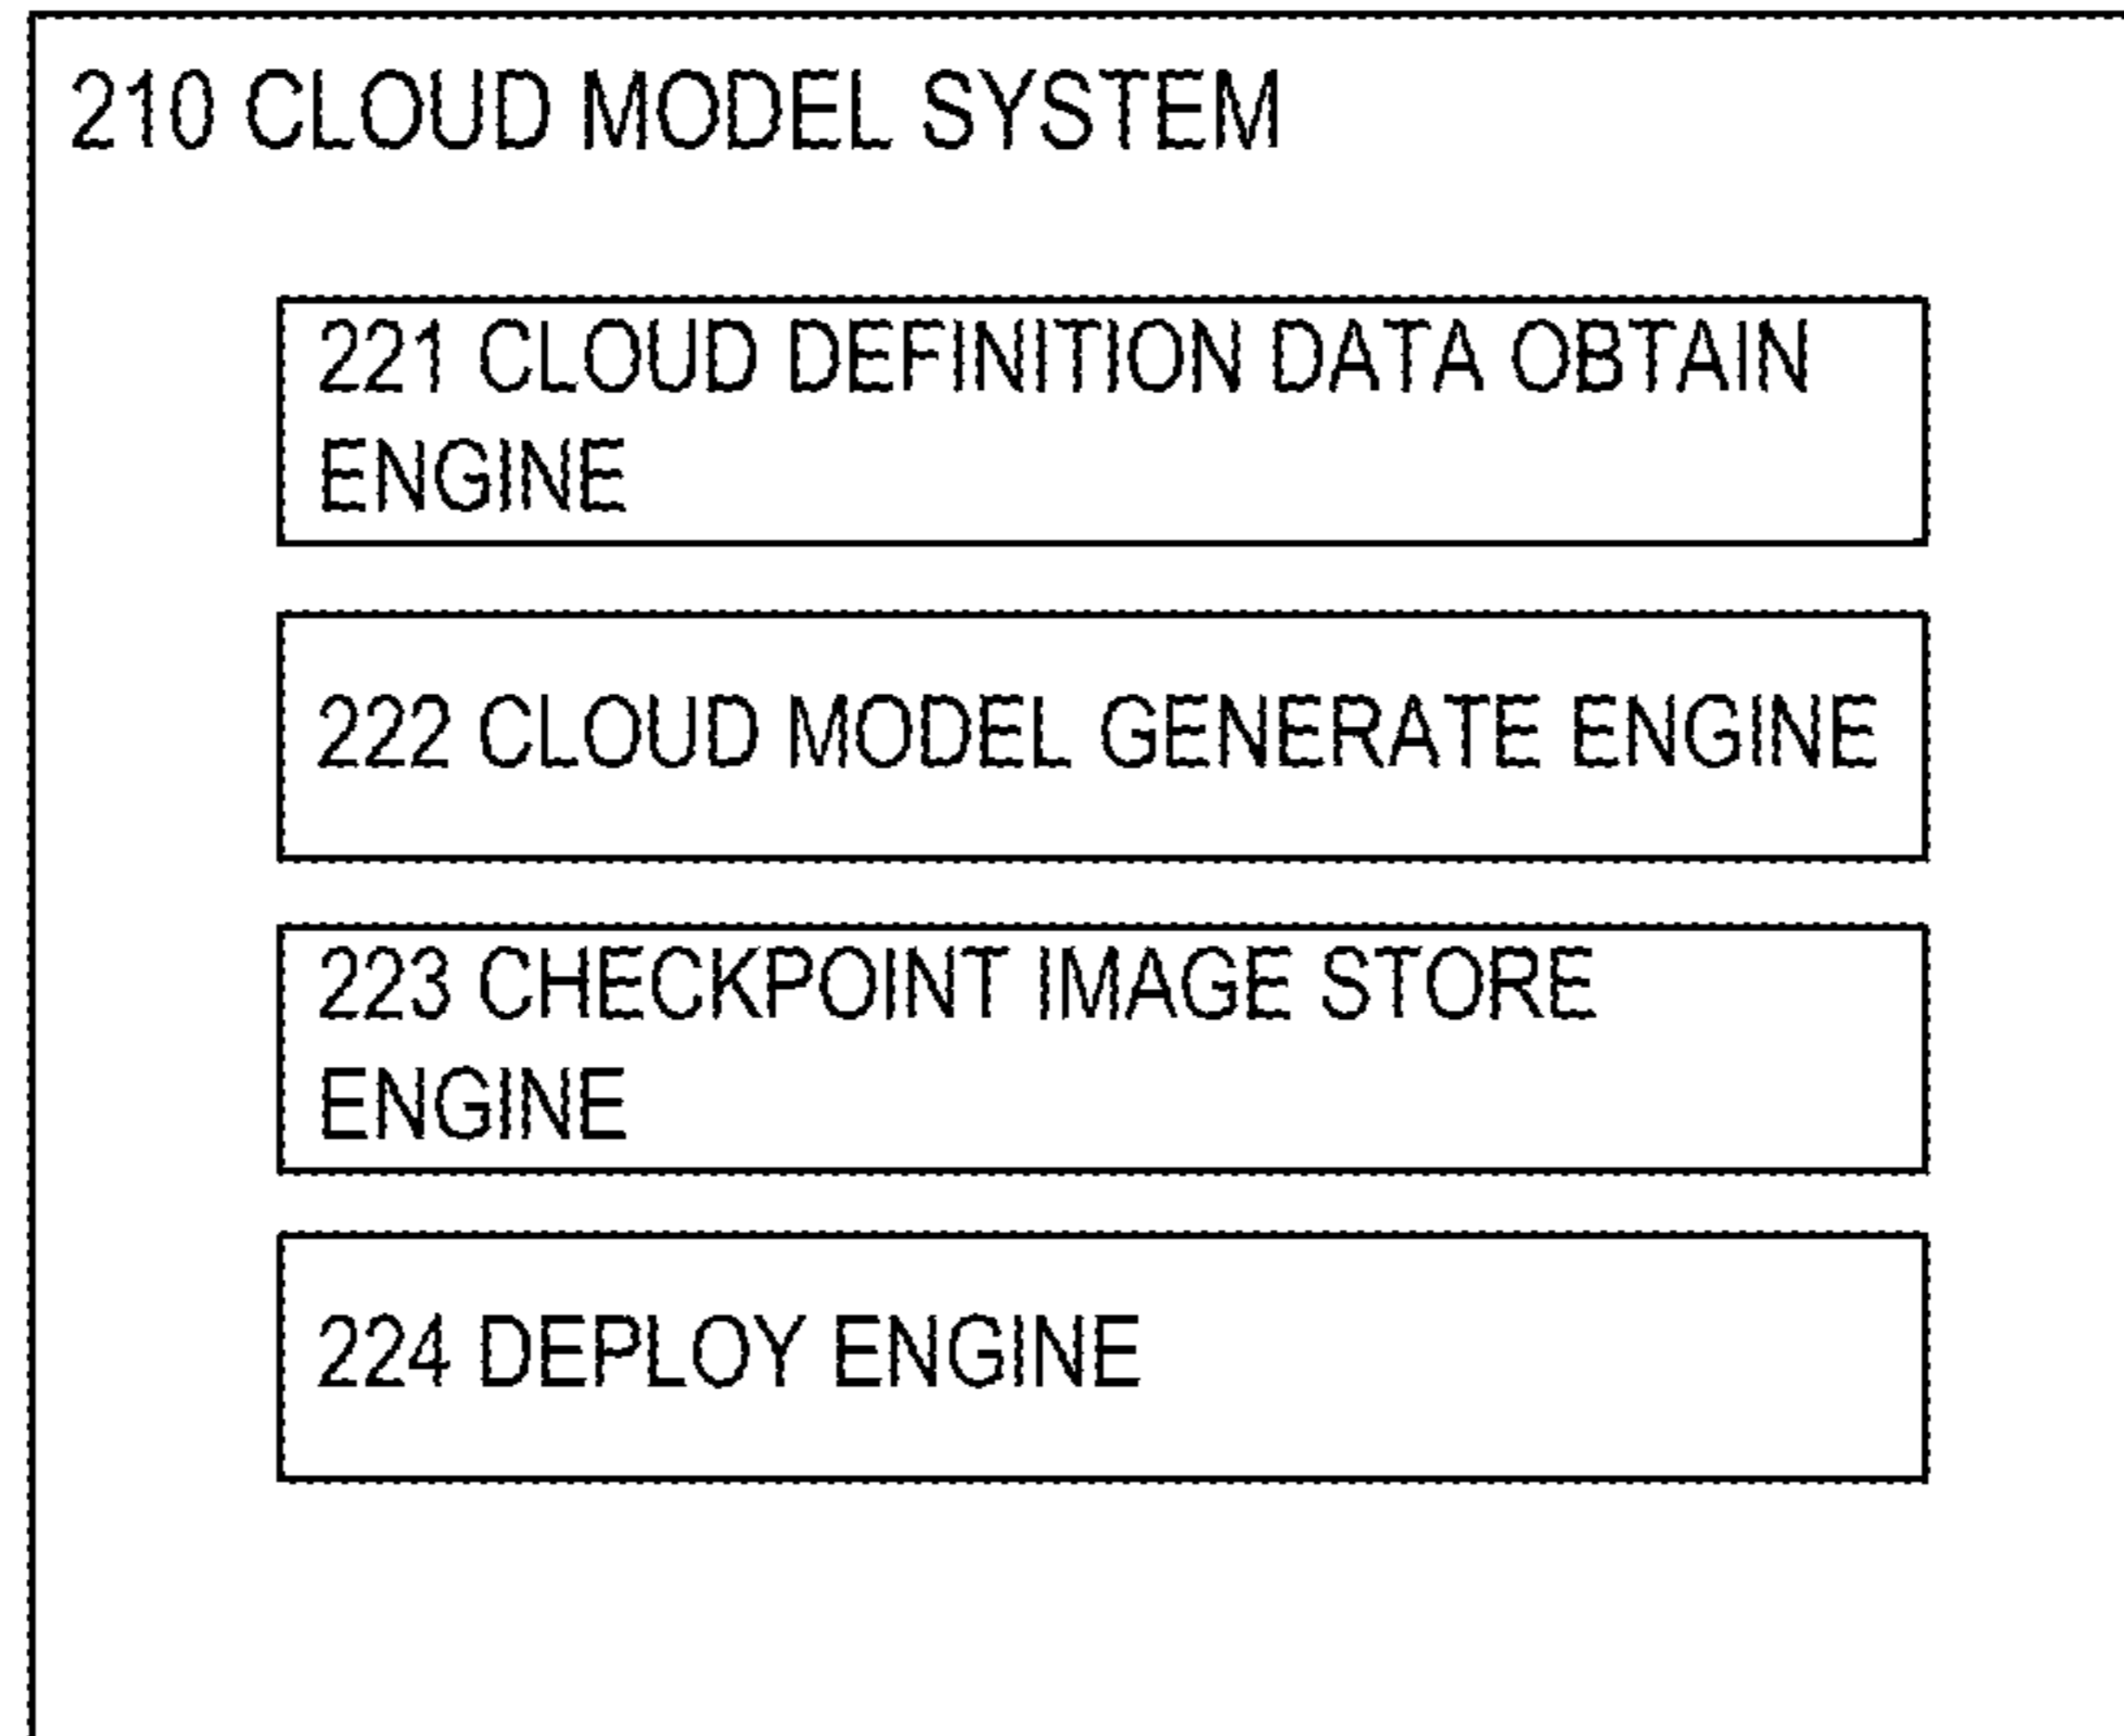 210 CLOUD MODEL SYSTEM
221 CLOUD DEFINITION DATA OBTAIN
ENGINE
222 CLOUD MODEL GENERATE ENGINE
223 CHECKPOINT IMAGE STORE
ENGINE
224 DEPLOY ENGINE